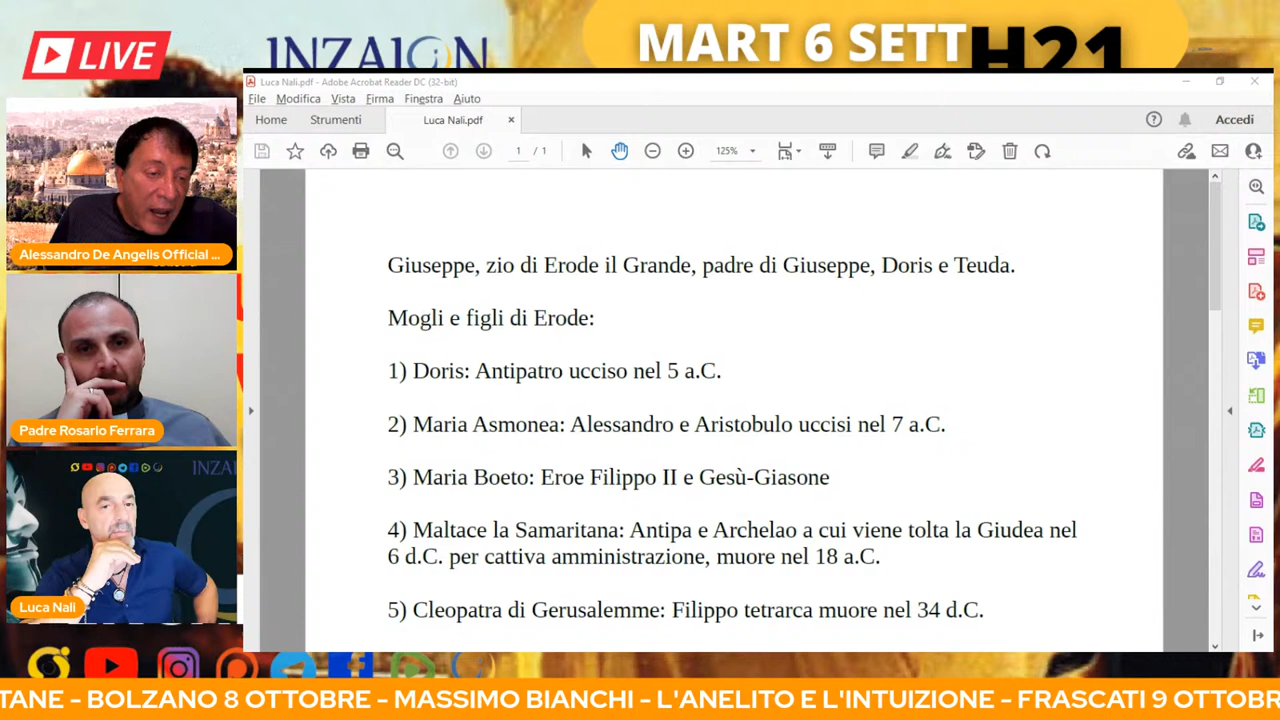 LIVE
INZAION
MART 6 SETT H21
Luca Nali.pdf - Adobe Acrobat Reader DC (32-bit)
File Modifica Vista Firma Finestra Aiuto
Home Strumenti Luca Nali.pdf × Accedi
1 / 1 125%
Giuseppe, zio di Erode il Grande, padre di Giuseppe, Doris e Teuda.
Mogli e figli di Erode:
1) Doris: Antipatro ucciso nel 5 a.C.
2) Maria Asmonea: Alessandro e Aristobulo uccisi nel 7 a.C.
3) Maria Boeto: Eroe Filippo II e Gesù-Giasone
4) Maltace la Samaritana: Antipa e Archelao a cui viene tolta la Giudea nel
6 d.C. per cattiva amministrazione, muore nel 18 a.C.
5) Cleopatra di Gerusalemme: Filippo tetrarca muore nel 34 d.C.
Alessandro De Angelis Official ...
Padre Rosario Ferrara
INZAI
Luca Nali
TANE - BOLZANO 8 OTTOBRE - MASSIMO BIANCHI - L'ANELITO E L'INTUIZIONE - FRASCATI 9 OTTOBR